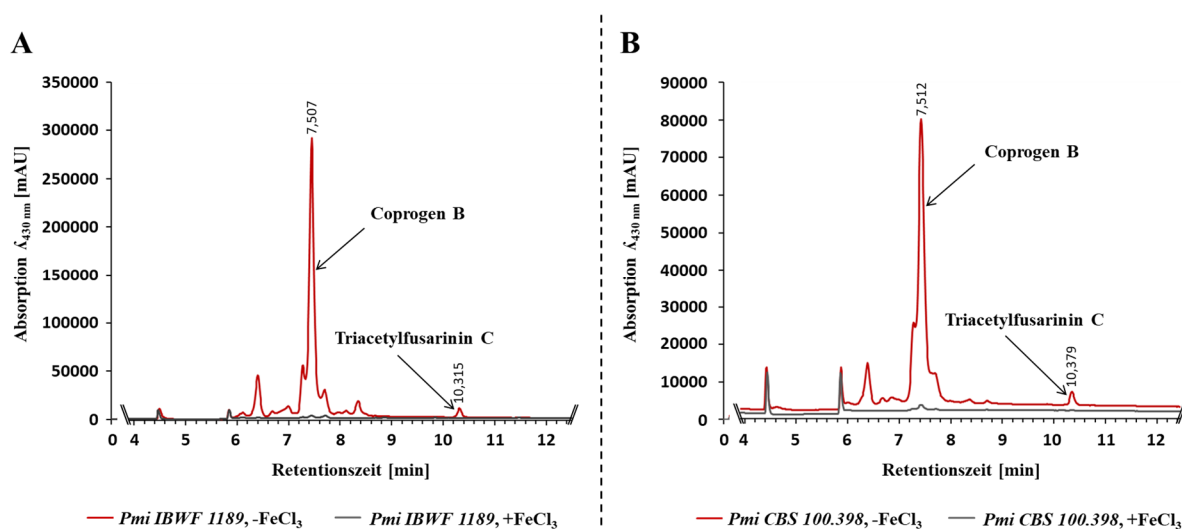 A
350000
300000
250000
200000
150000
100000
50000
0
Absorption ʎ430 nm [mAU]
7,507
Coprogen B
Triacetylfusarinin C
10,315
0 4 5 6 7 8 9 10 11 12
Retentionszeit [min]
Pmi IBWF 1189, -FeCl3
Pmi IBWF 1189, +FeCl3
B
90000
80000
70000
60000
50000
40000
30000
20000
10000
0
Absorption ʎ430 nm [mAU]
7,512
Coprogen B
Triacetylfusarinin C
10,379
0 4 5 6 7 8 9 10 11 12
Retentionszeit [min]
Pmi CBS 100.398, -FeCl3
Pmi CBS 100.398, +FeCl3